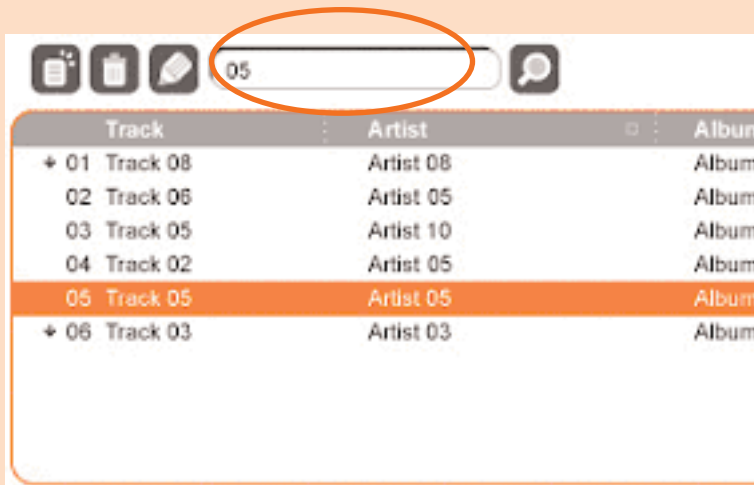 05
Track Artist Album
01 Track 08 Artist 08 Album
02 Track 06 Artist 05 Album
03 Track 05 Artist 10 Album
04 Track 02 Artist 05 Album
05 Track 05 Artist 05 Album
06 Track 03 Artist 03 Album